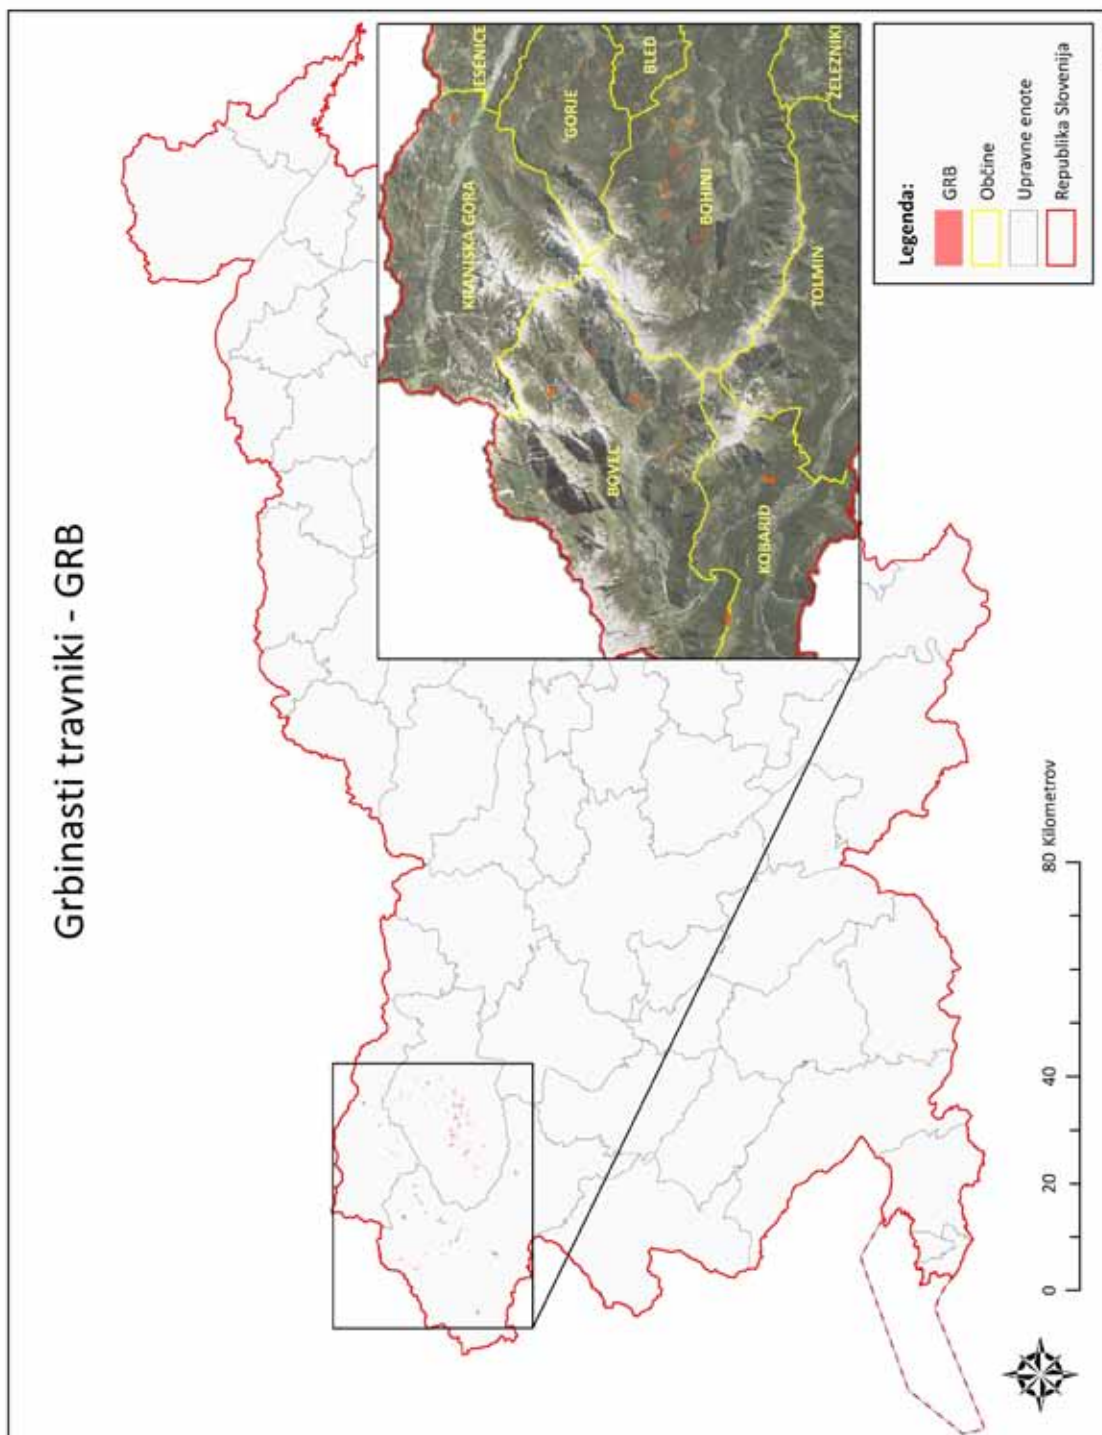 Grbinasti travniki - GRB
JESENICE
KRANJSKA GORA
GORJE
BLED
BOVEC
BOHINJ
ŽELEZNIKI
TOLMIN
KOBARID
Legenda:
GRB
Občine
Upravne enote
Republika Slovenija
0 20 40 80 Kilometrov